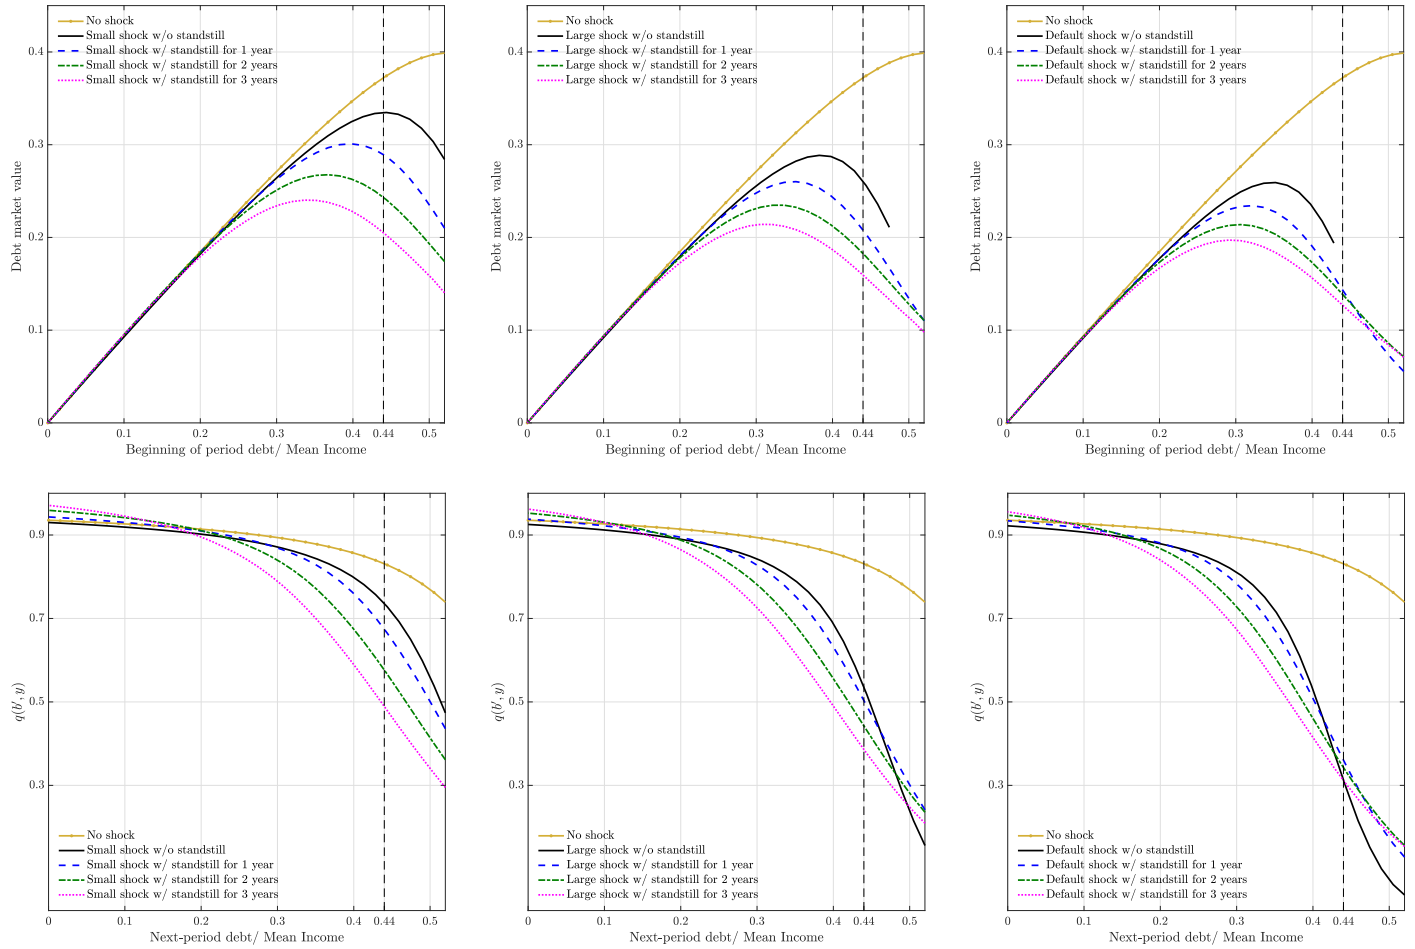 No shock
Small shock w/o standstill
Small shock w/ standstill for 1 year
Small shock w/ standstill for 2 years
Small shock w/ standstill for 3 years
0.4
0.3
0.2
0.1
0
Debt market value
0 0.1 0.2 0.3 0.4 0.44 0.5
Beginning of period debt/ Mean Income
No shock
Large shock w/o standstill
Large shock w/ standstill for 1 year
Large shock w/ standstill for 2 years
Large shock w/ standstill for 3 years
0.4
0.3
0.2
0.1
0
Debt market value
0 0.1 0.2 0.3 0.4 0.44 0.5
Beginning of period debt/ Mean Income
No shock
Default shock w/o standstill
Default shock w/ standstill for 1 year
Default shock w/ standstill for 2 years
Default shock w/ standstill for 3 years
0.4
0.3
0.2
0.1
0
Debt market value
0 0.1 0.2 0.3 0.4 0.44 0.5
Beginning of period debt/ Mean Income
0.9
0.7
0.5
0.3
q(b′, y)
No shock
Small shock w/o standstill
Small shock w/ standstill for 1 year
Small shock w/ standstill for 2 years
Small shock w/ standstill for 3 years
0 0.1 0.2 0.3 0.4 0.44 0.5
Next-period debt/ Mean Income
0.9
0.7
0.5
0.3
q(b′, y)
No shock
Large shock w/o standstill
Large shock w/ standstill for 1 year
Large shock w/ standstill for 2 years
Large shock w/ standstill for 3 years
0 0.1 0.2 0.3 0.4 0.44 0.5
Next-period debt/ Mean Income
0.9
0.7
0.5
0.3
q(b′, y)
No shock
Default shock w/o standstill
Default shock w/ standstill for 1 year
Default shock w/ standstill for 2 years
Default shock w/ standstill for 3 years
0 0.1 0.2 0.3 0.4 0.44 0.5
Next-period debt/ Mean Income